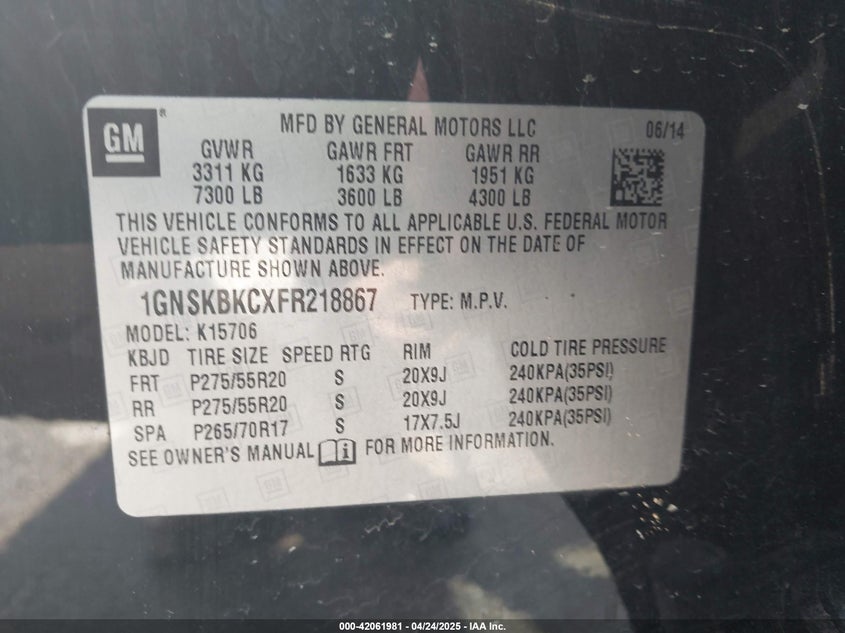 GM ®
MFD BY GENERAL MOTORS LLC 06/14
GVWR GAWR FRT GAWR RR
3311 KG 1633 KG 1951 KG
7300 LB 3600 LB 4300 LB
THIS VEHICLE CONFORMS TO ALL APPLICABLE U.S. FEDERAL MOTOR
VEHICLE SAFETY STANDARDS IN EFFECT ON THE DATE OF
MANUFACTURE SHOWN ABOVE.
1GNSKBKCXFR218867 TYPE: M.P.V.
MODEL: K15706
KBJD TIRE SIZE SPEED RTG RIM COLD TIRE PRESSURE
FRT P275/55R20 S 20X9J 240KPA(35PSI)
RR P275/55R20 S 20X9J 240KPA(35PSI)
SPA P265/70R17 S 17X7.5J 240KPA(35PSI)
SEE OWNER'S MANUAL FOR MORE INFORMATION.
000-42061981 - 04/24/2025 - IAA Inc.